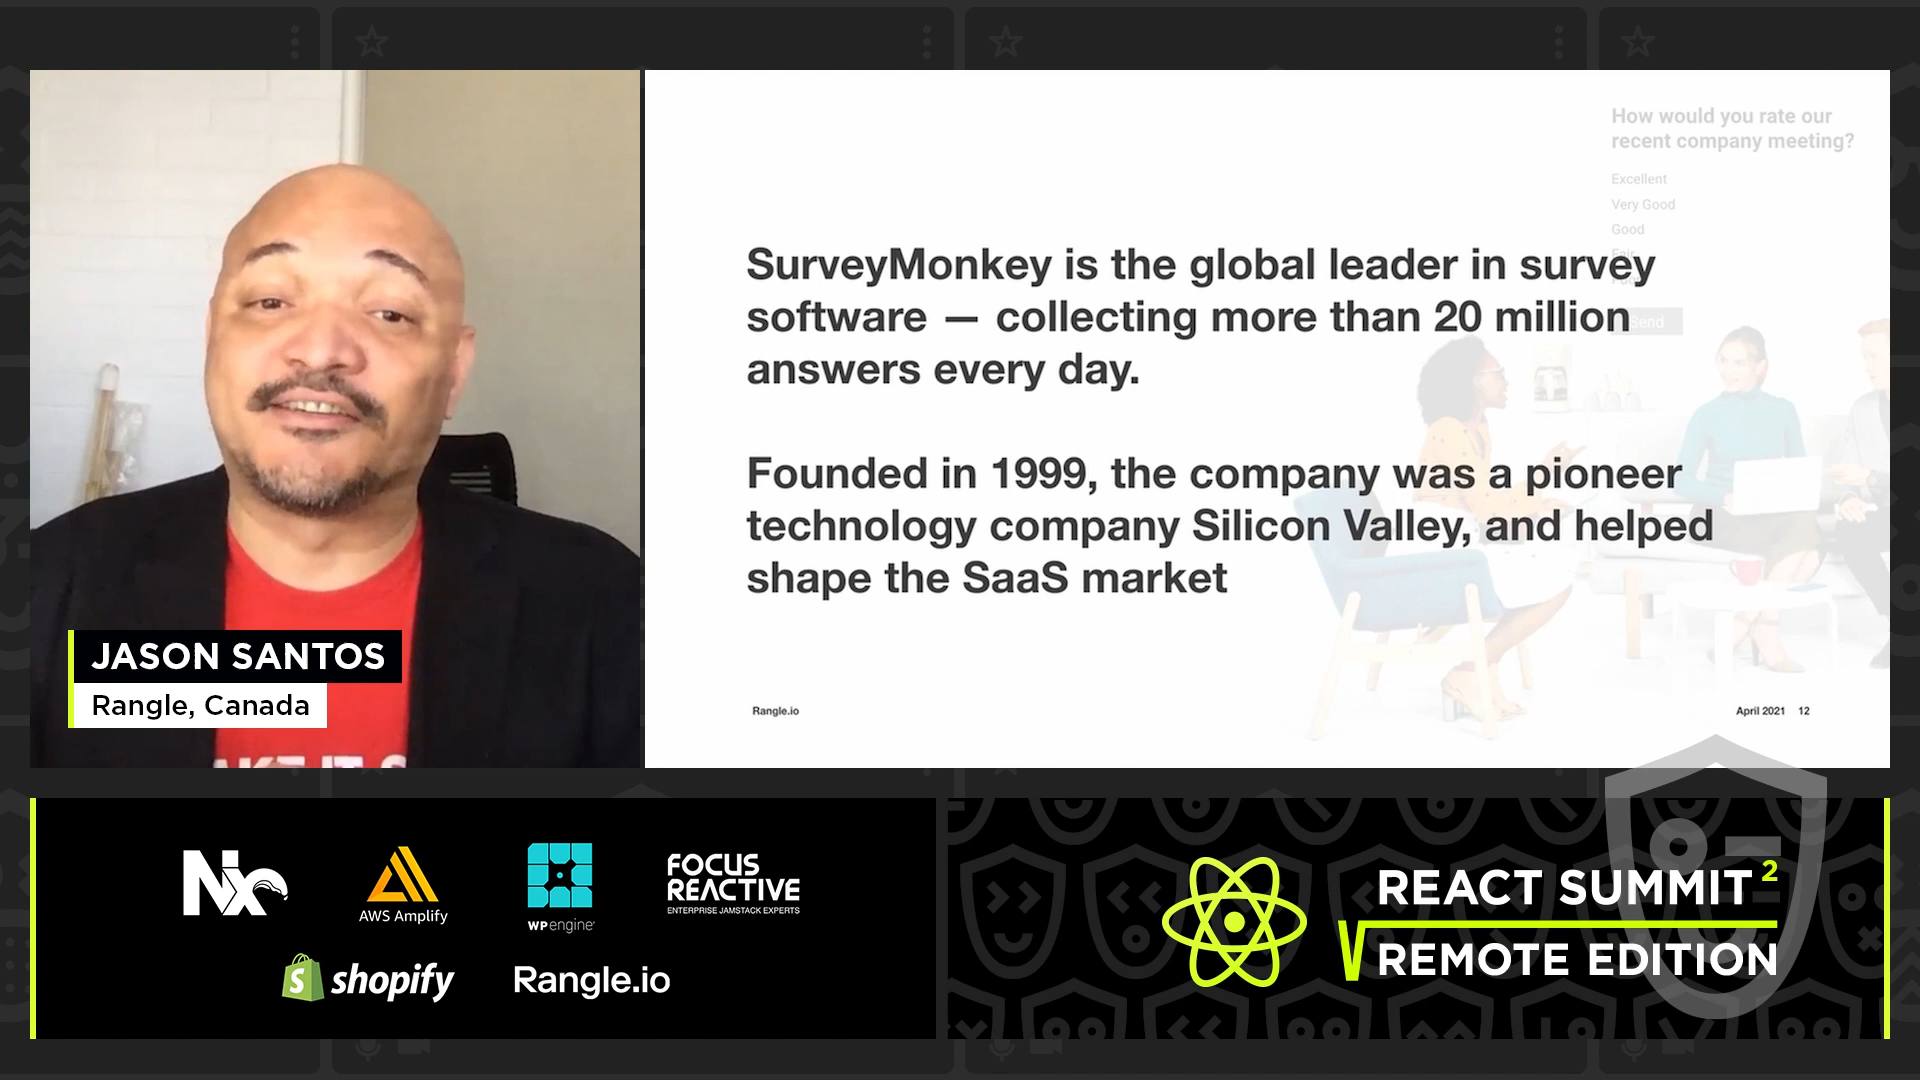 How would you rate our
recent company meeting?
Excellent
Very Good
Good
SurveyMonkey is the global leader in survey
software — collecting more than 20 million
answers every day.
Send
Founded in 1999, the company was a pioneer
technology company Silicon Valley, and helped
shape the SaaS market
Rangle.io
April 2021 12
JASON SANTOS
Rangle, Canada
Nx
AWS Amplify
WP engine
FOCUS
REACTIVE
ENTERPRISE JAMSTACK EXPERTS
shopify
Rangle.io
REACT SUMMIT 2
REMOTE EDITION